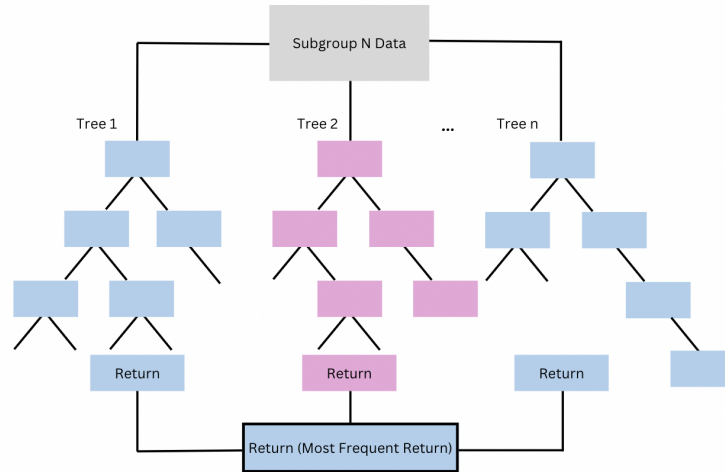 Subgroup N Data
Tree 1
Tree 2
...
Tree n
Return
Return
Return
Return (Most Frequent Return)